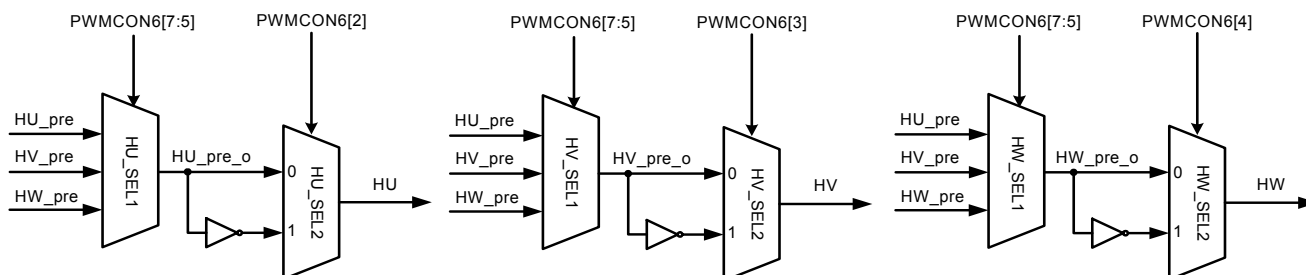 PWMCON6[7:5]
PWMCON6[2]
HU_pre
HV_pre
HW_pre
HU_SEL1
HU_pre_o
0
1
HU_SEL2
HU
PWMCON6[7:5]
PWMCON6[3]
HU_pre
HV_pre
HW_pre
HV_SEL1
HV_pre_o
0
1
HV_SEL2
HV
PWMCON6[7:5]
PWMCON6[4]
HU_pre
HV_pre
HW_pre
HW_SEL1
HW_pre_o
0
1
HW_SEL2
HW